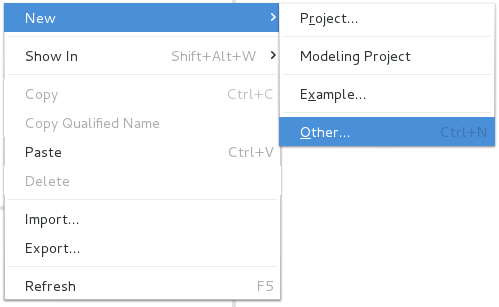 New
Show In Shift+Alt+W
Copy Ctrl+C
Copy Qualified Name
Paste Ctrl+V
Delete
Import...
Export...
Refresh F5
Project...
Modeling Project
Example...
Other... Ctrl+N